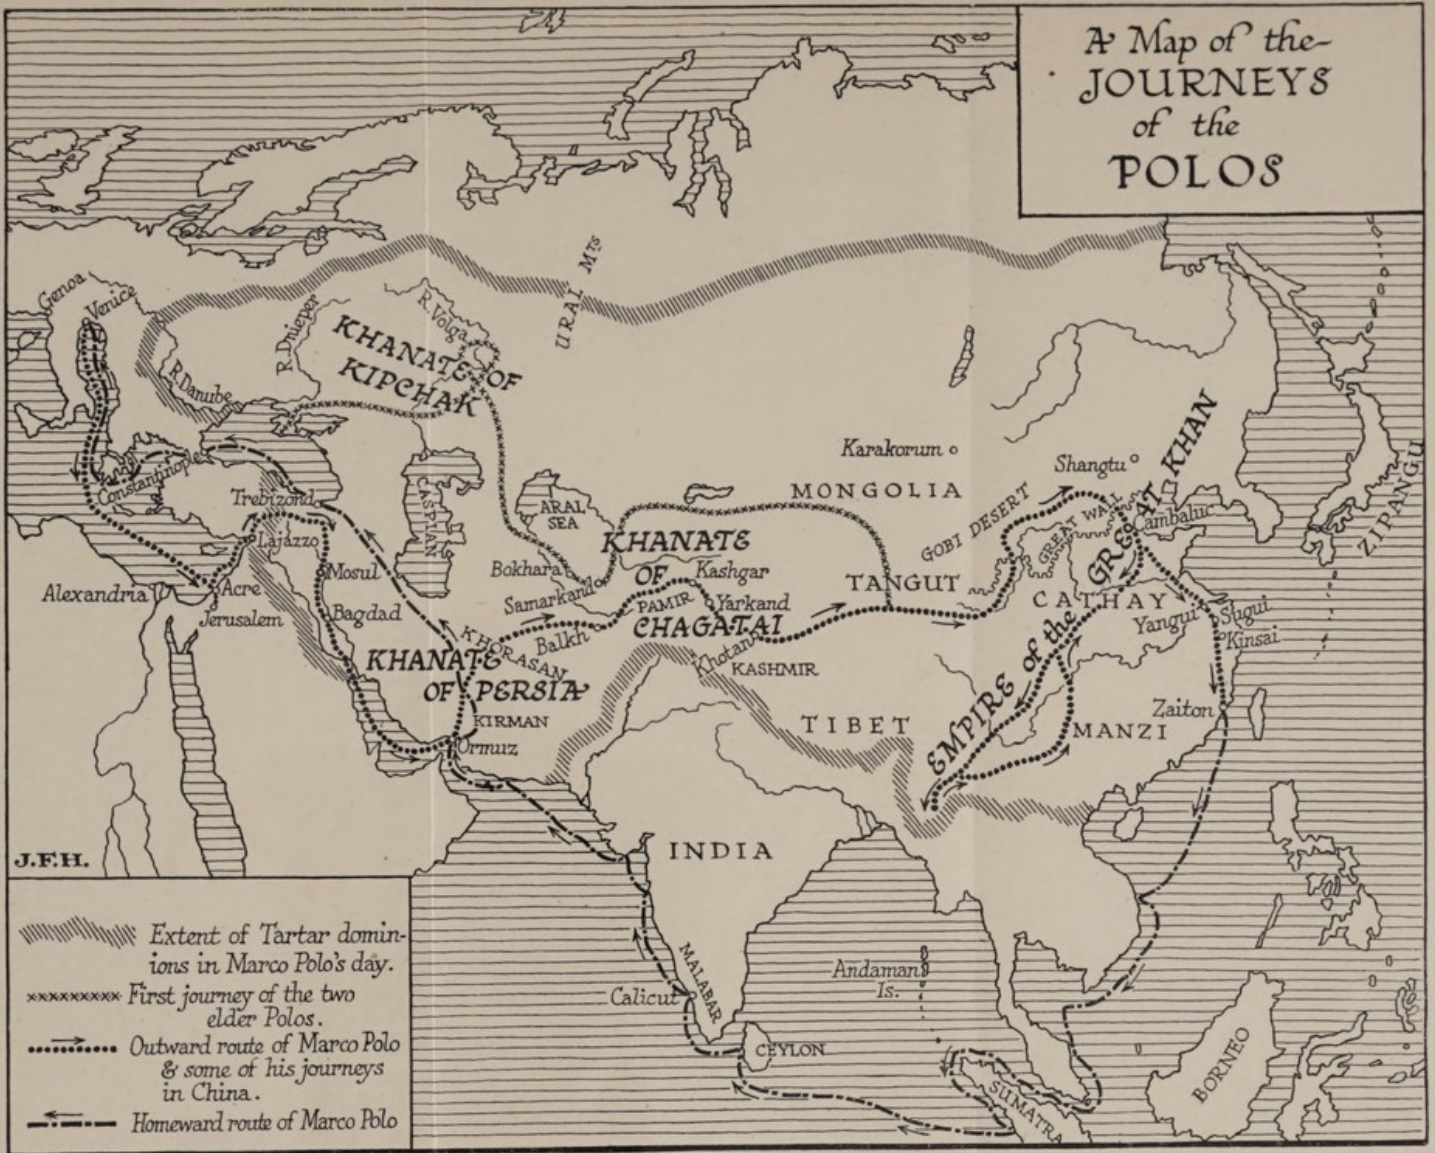 A Map of the
JOURNEYS
of the
POLOS
URAL MTS
Genoa
Venice
R. Dnieper
R. Volga
KHANATE OF
KIPCHAK
R. Danube
Karakorum
Shangtu
Constantinople
Trebizond
CASPIAN
ARAL
SEA
MONGOLIA
GOBI DESERT
GREAT WALL
Cambaluc
ZIPANGU
Lajazzo
KHANATE
OF
CHAGATAI
Bokhara
Kashgar
TANGUT
Alexandria
Acre
Mosul
Samarkand
PAMIR
Yarkand
CATHAY
Jerusalem
Bagdad
Balkh
Yangui
Sugui
Kinsai
KHORASAN
Khotan
KASHMIR
KHANATE
OF PERSIA
EMPIRE of the GREAT KHAN
KIRMAN
TIBET
MANZI
Zaiton
Ormuz
INDIA
J.F.H.
MALABAR
Calicut
Andaman
Is.
CEYLON
SUMATRA
BORNEO
Extent of Tartar domin-
ions in Marco Polo's day.
First journey of the two
elder Polos.
Outward route of Marco Polo
& some of his journeys
in China.
Homeward route of Marco Polo